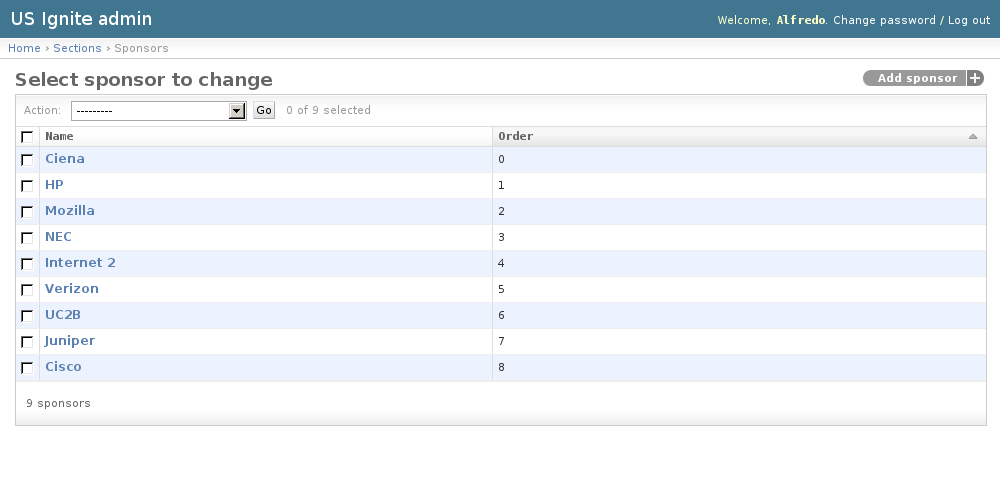 US Ignite admin
Welcome, Alfredo. Change password / Log out
Home › Sections › Sponsors
Select sponsor to change
Add sponsor +
Action: --------- Go 0 of 9 selected
Name Order
Ciena 0
HP 1
Mozilla 2
NEC 3
Internet 2 4
Verizon 5
UC2B 6
Juniper 7
Cisco 8
9 sponsors